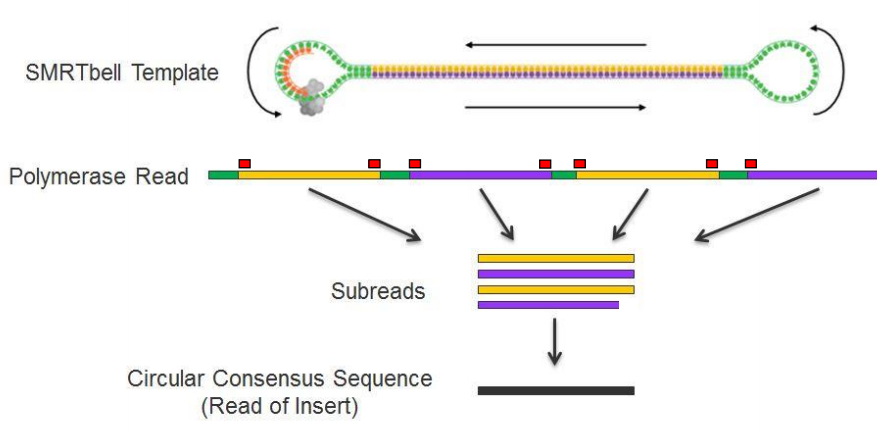 SMRTbell Template
Polymerase Read
Subreads
Circular Consensus Sequence
(Read of Insert)